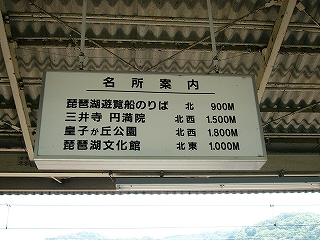 名所案内
琵琶湖遊覧船のりば 北 900M
三井寺 円満院 北西 1.500M
皇子が丘公園 北西 1.800M
琵琶湖文化館 北東 1.000M